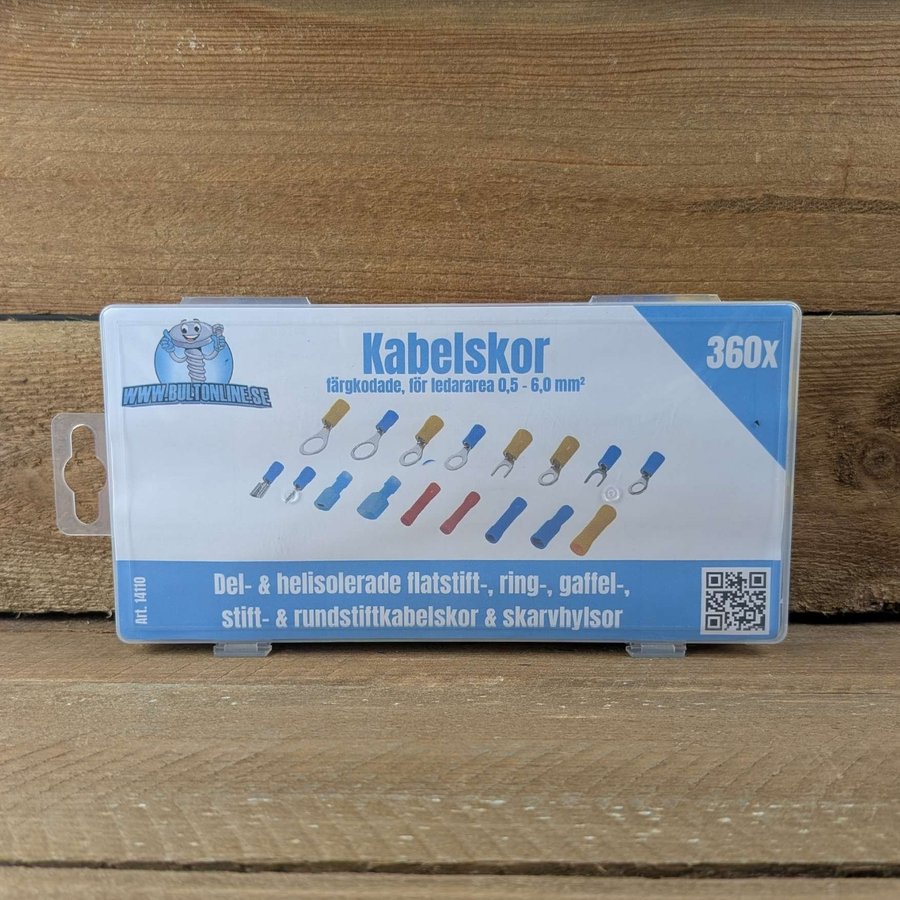 WWW.BULTONLINE.SE
Kabelskor
360x
färgkodade, för ledararea 0,5 - 6,0 mm²
Del- & helisolerade flatstift-, ring-, gaffel-,
stift- & rundstiftkabelskor & skarvhylsor
Art. 14110